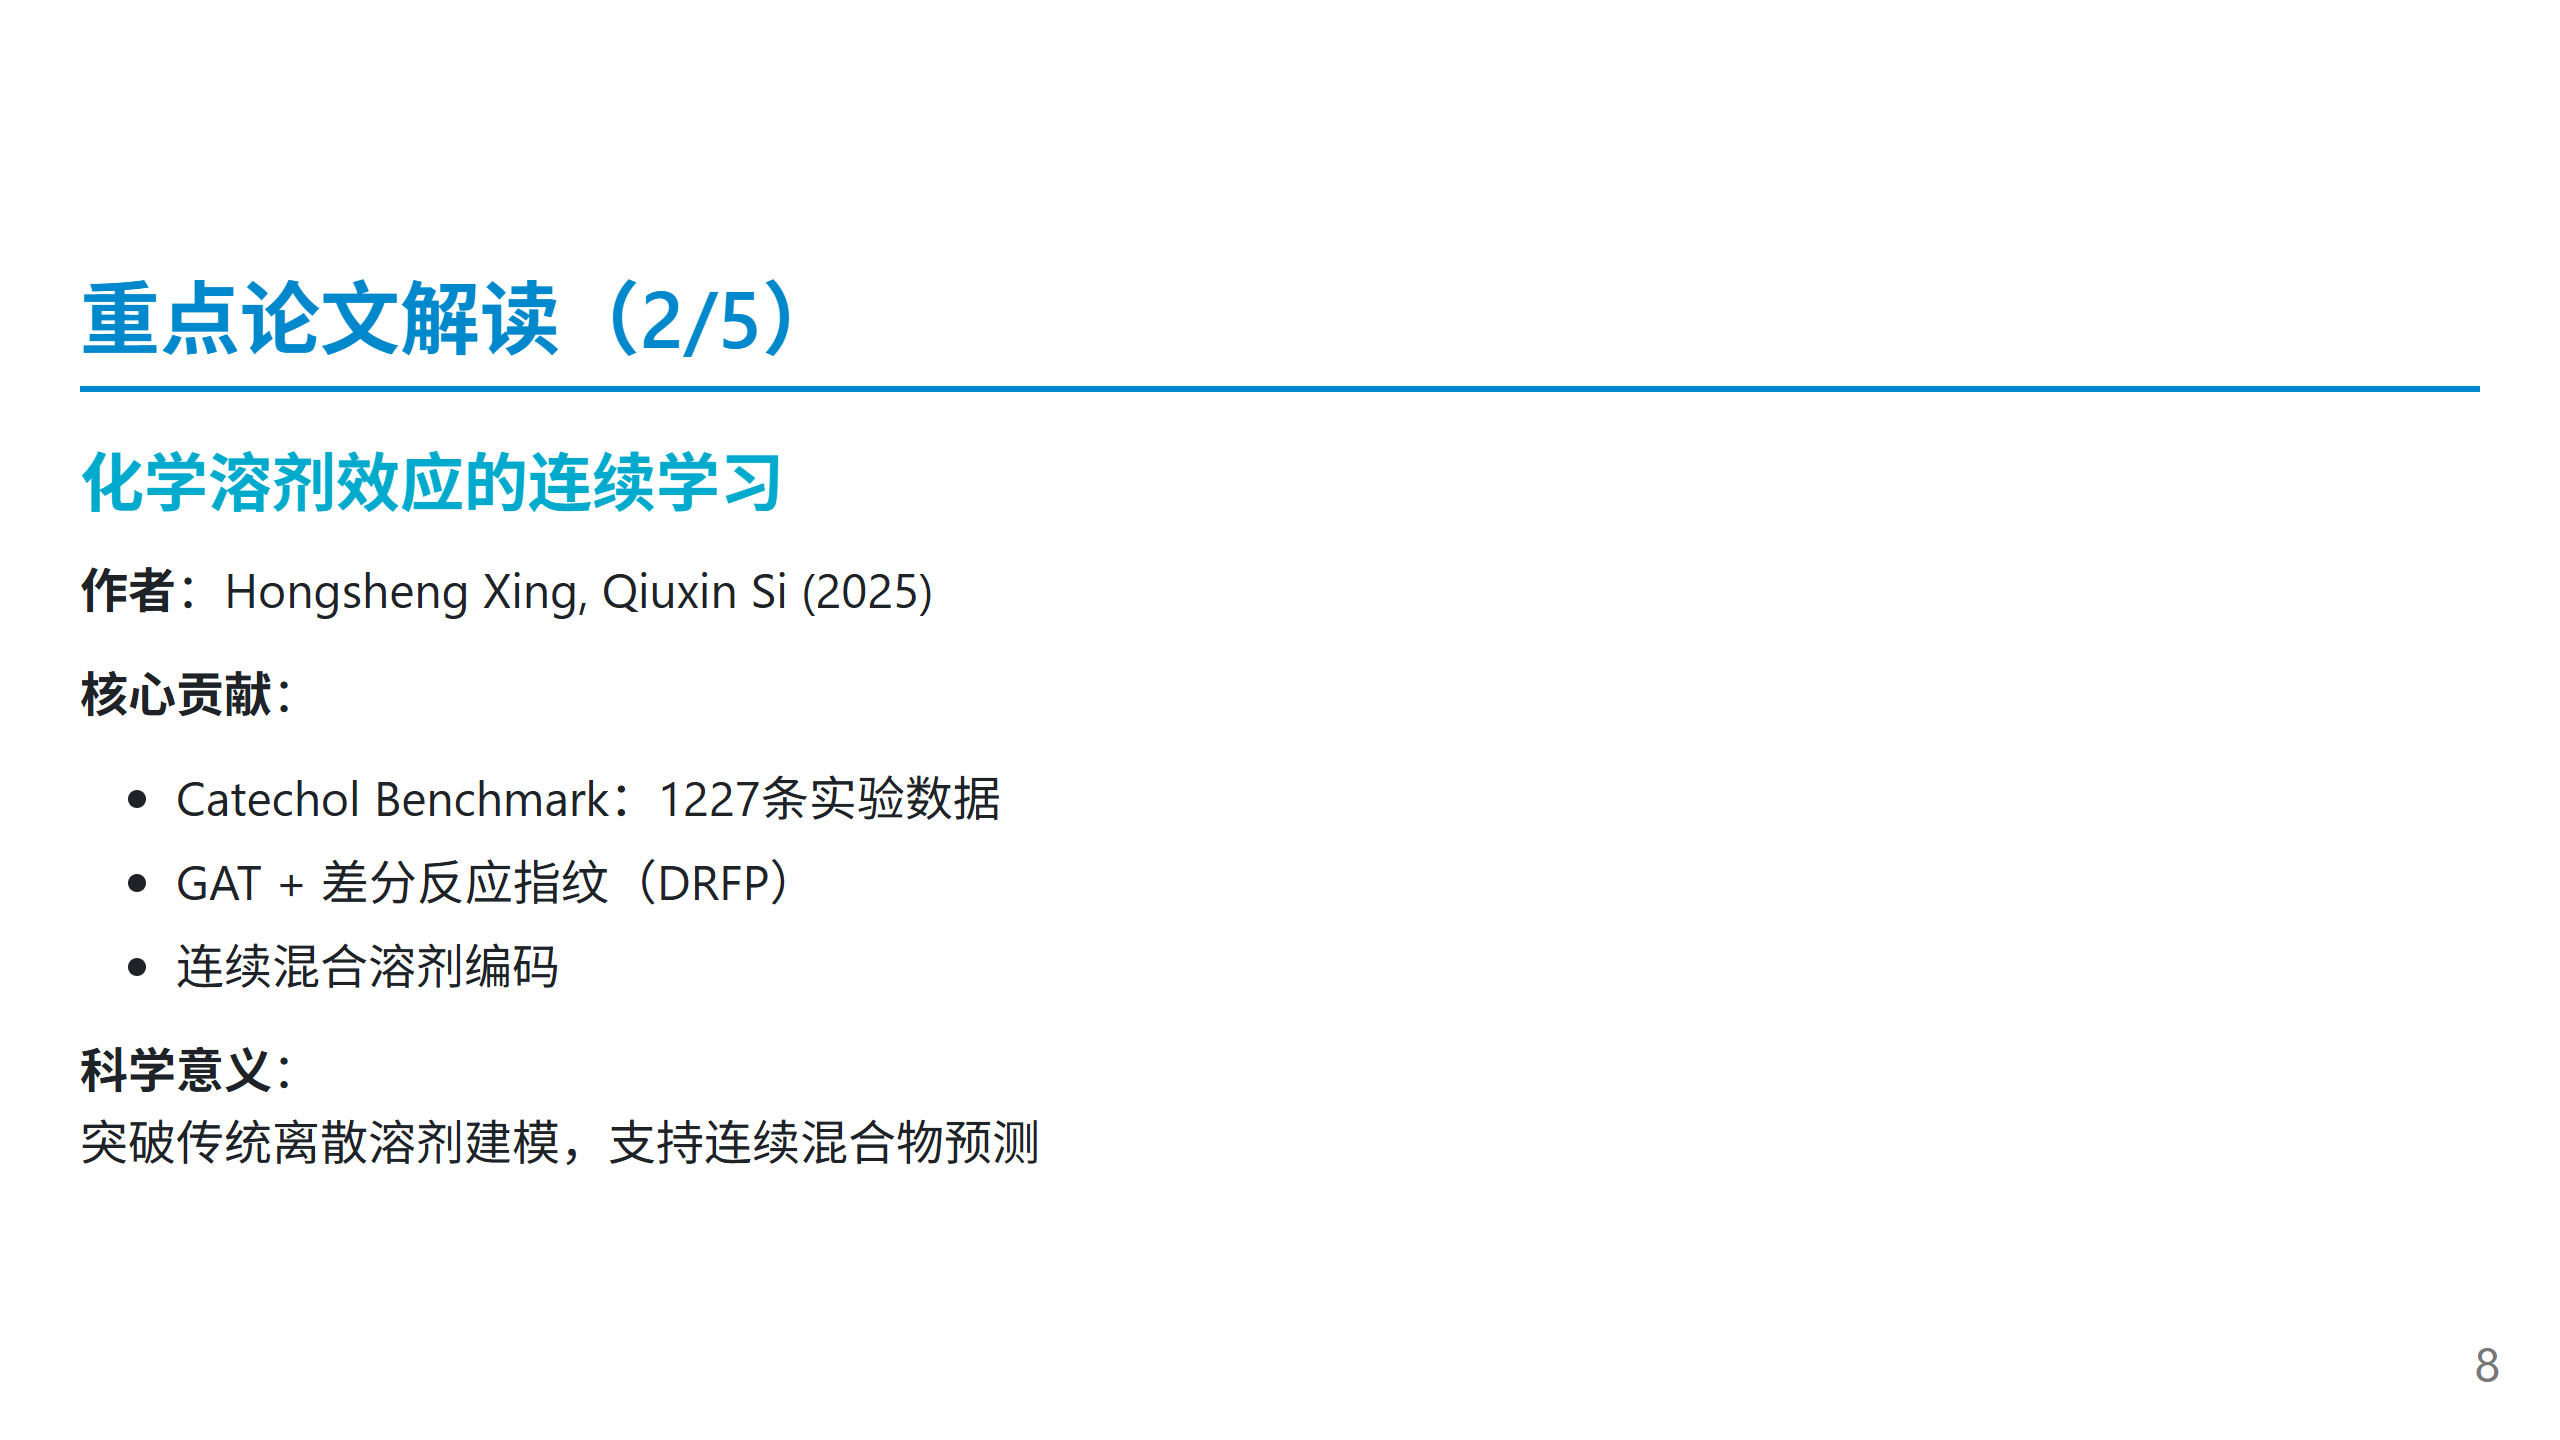 重点论文解读（2/5）
化学溶剂效应的连续学习
作者：Hongsheng Xing, Qiuxin Si (2025)
核心贡献：
• Catechol Benchmark：1227条实验数据
• GAT + 差分反应指纹（DRFP）
• 连续混合溶剂编码
科学意义：
突破传统离散溶剂建模，支持连续混合物预测
8